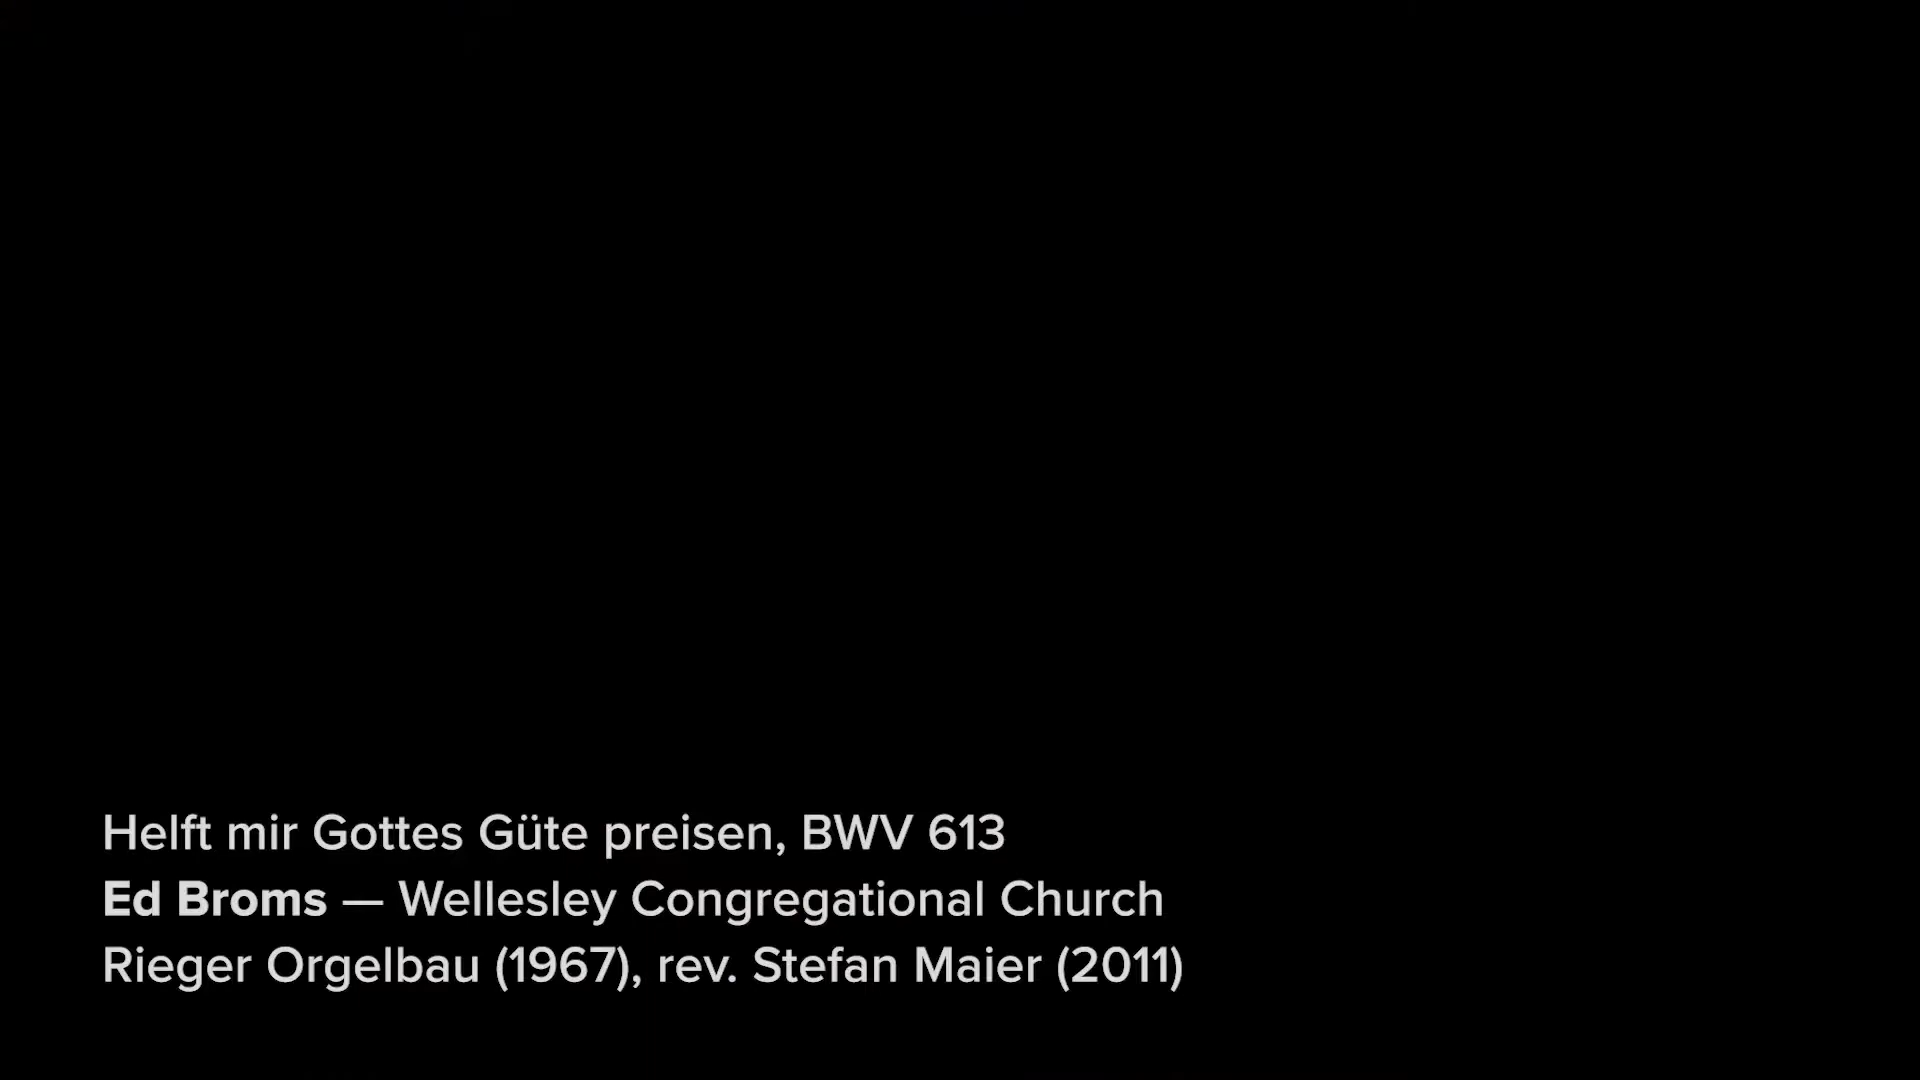 Helft mir Gottes Güte preisen, BWV 613
Ed Broms — Wellesley Congregational Church
Rieger Orgelbau (1967), rev. Stefan Maier (2011)